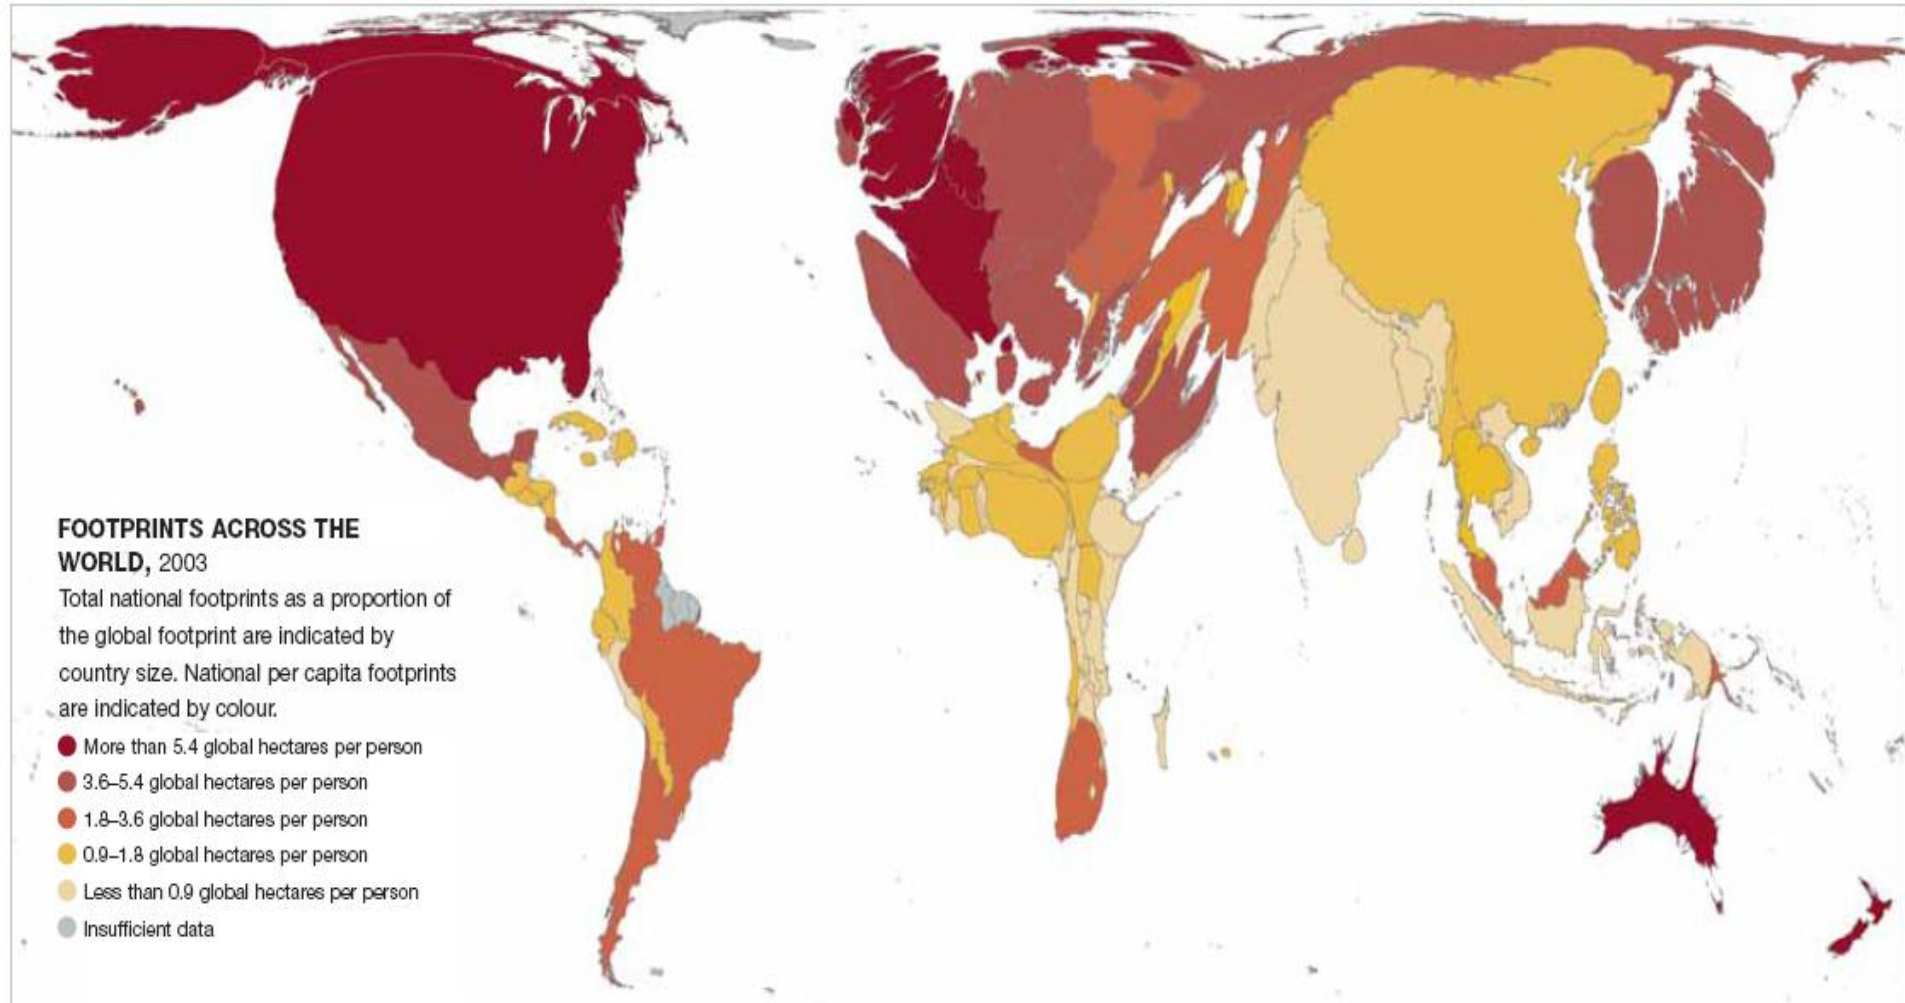 FOOTPRINTS ACROSS THE
WORLD, 2003
Total national footprints as a proportion of
the global footprint are indicated by
country size. National per capita footprints
are indicated by colour.
More than 5.4 global hectares per person
3.6–5.4 global hectares per person
1.8–3.6 global hectares per person
0.9–1.8 global hectares per person
Less than 0.9 global hectares per person
Insufficient data